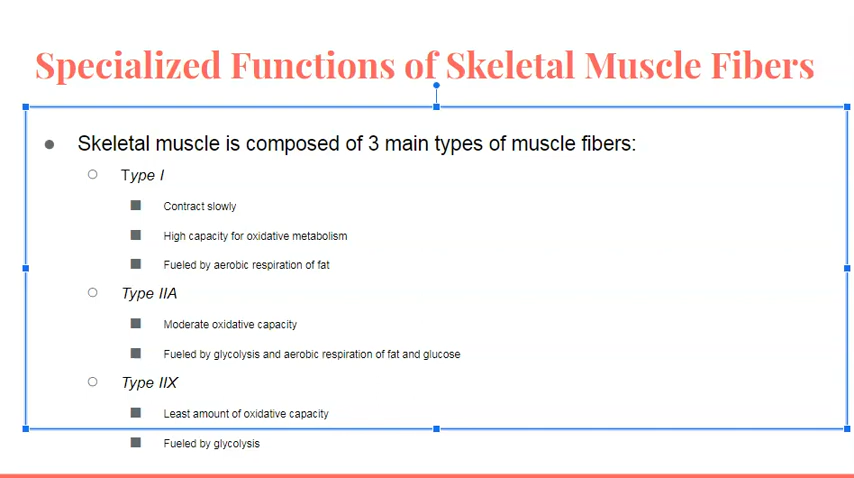 Specialized Functions of Skeletal Muscle Fibers
Skeletal muscle is composed of 3 main types of muscle fibers:
Type I
Contract slowly
High capacity for oxidative metabolism
Fueled by aerobic respiration of fat
Type IIA
Moderate oxidative capacity
Fueled by glycolysis and aerobic respiration of fat and glucose
Type IIX
Least amount of oxidative capacity
Fueled by glycolysis